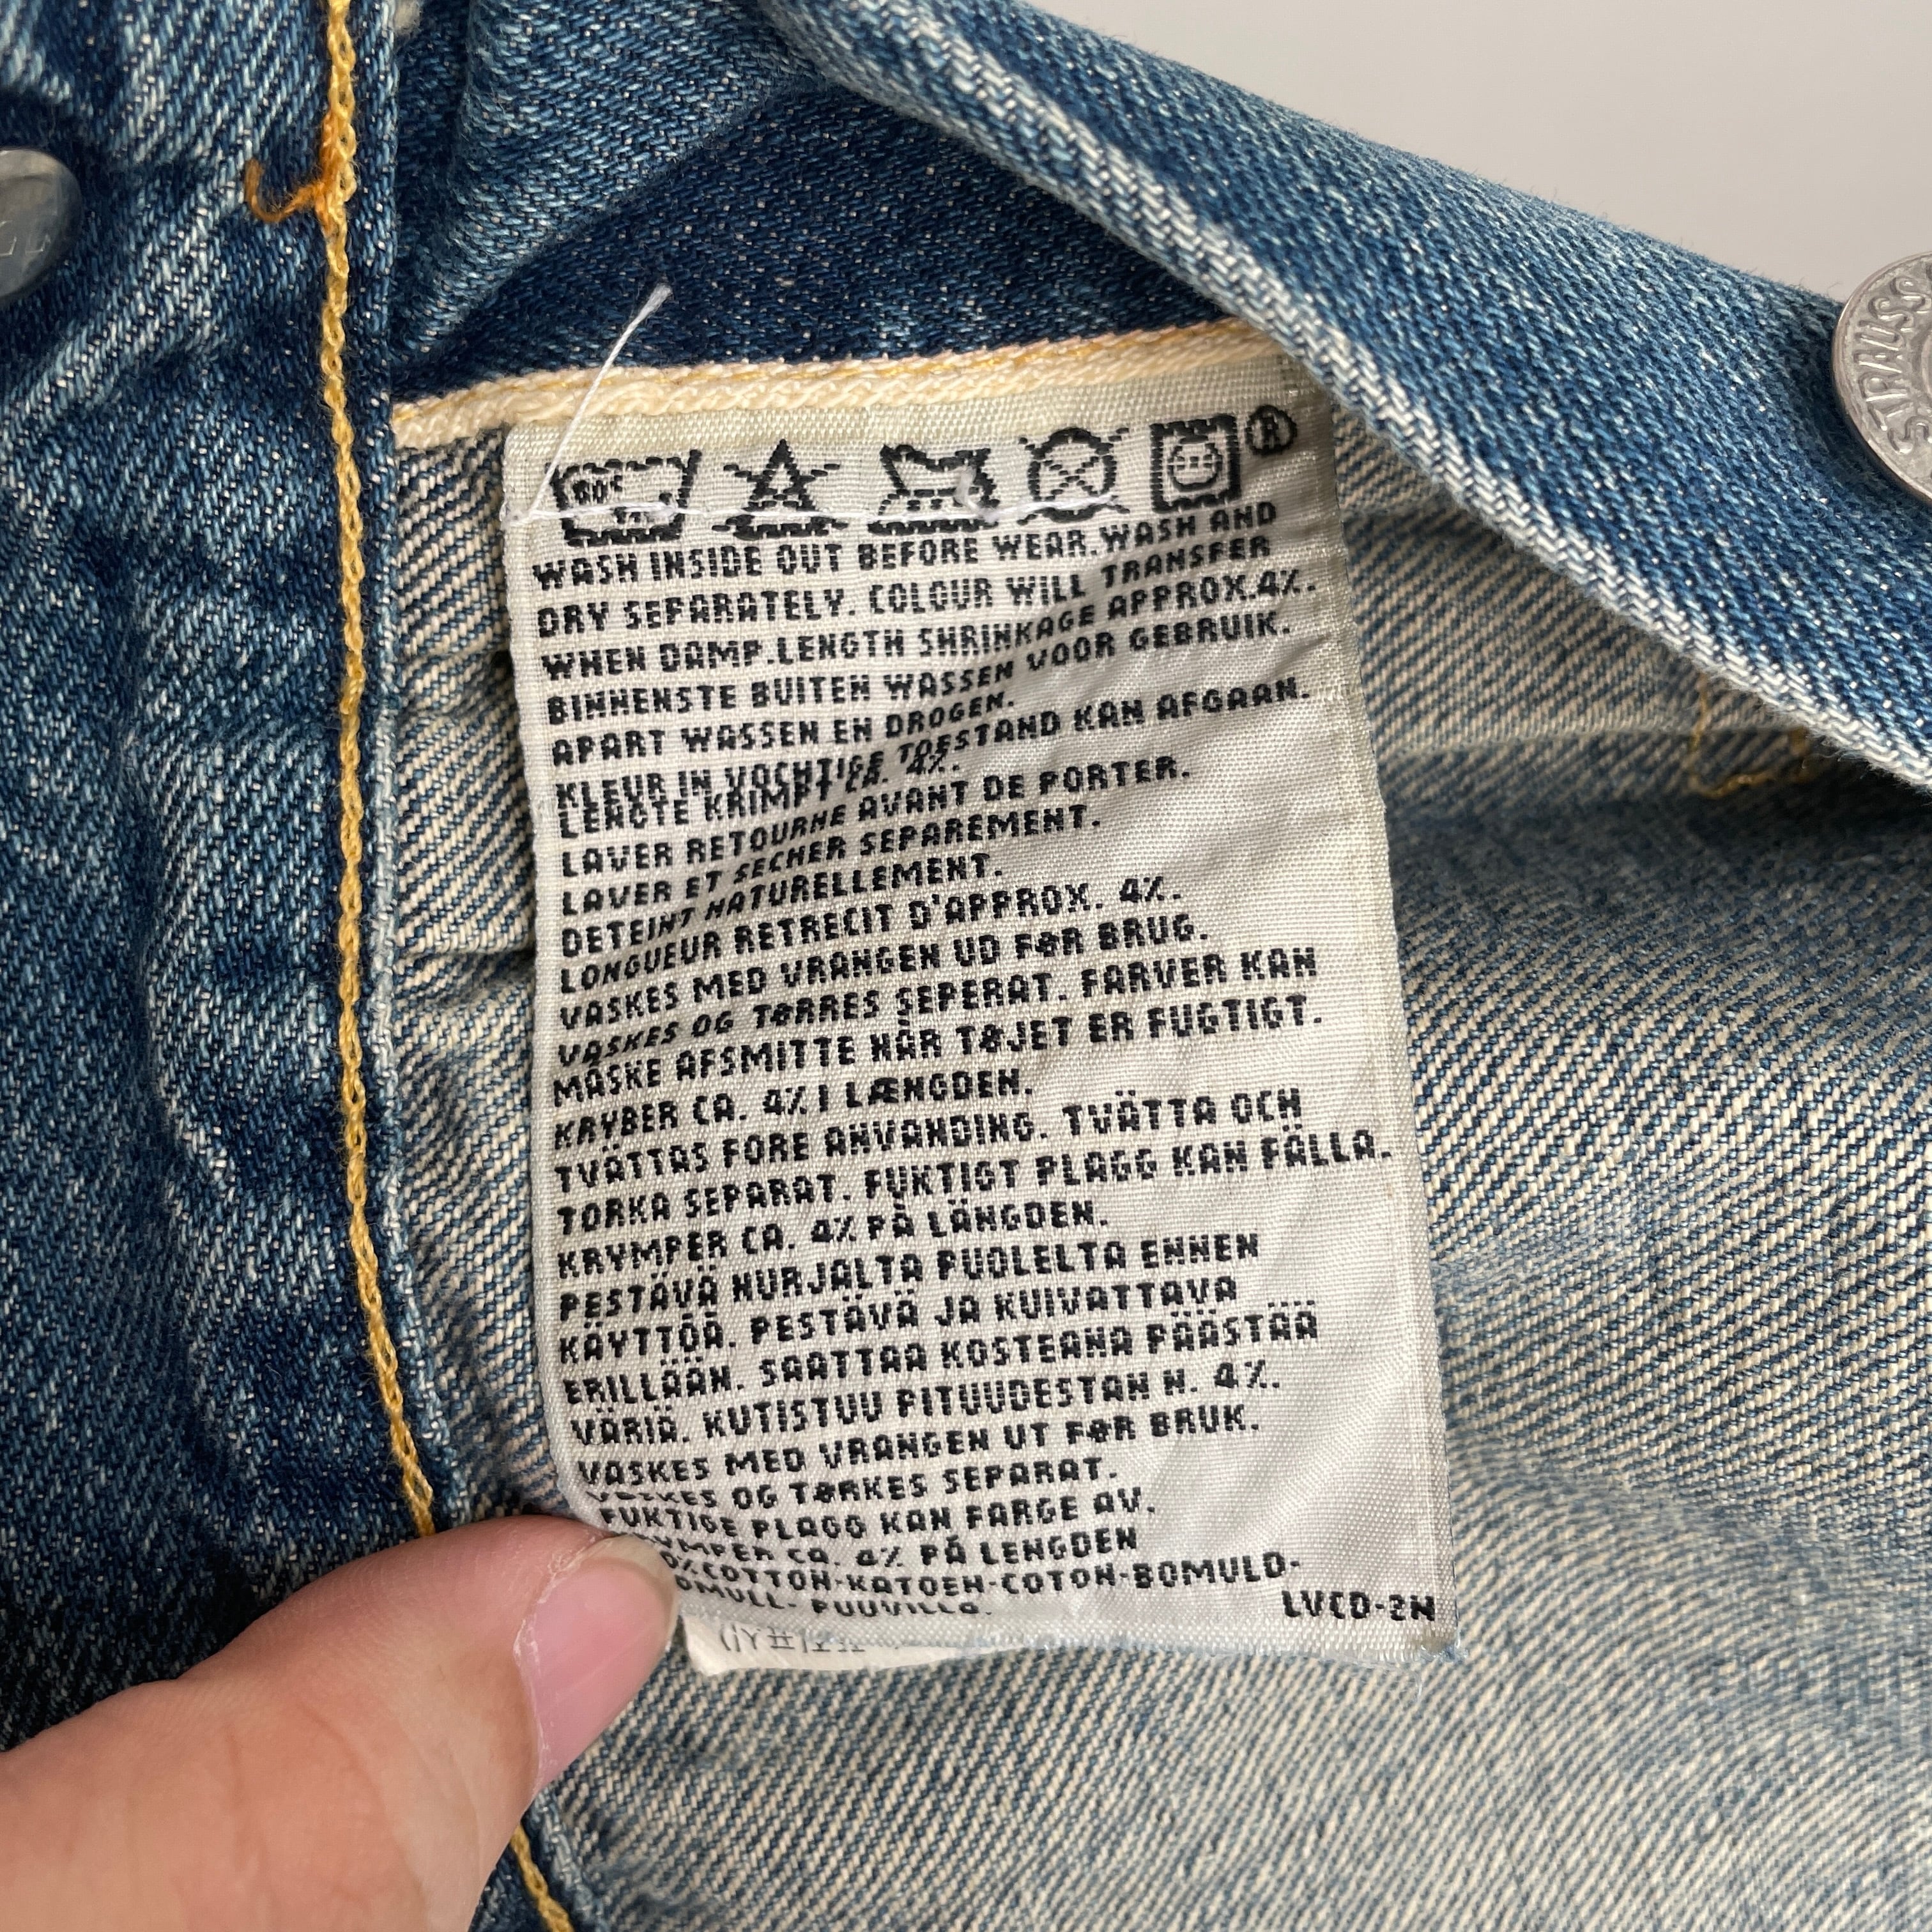 ®
WASH INSIDE OUT BEFORE WEAR.WASH AND
DRY SEPARATELY. COLOUR WILL TRANSFER
WHEN DAMP.LENGTH SHRINKAGE APPROX.4%.
BINNENSTE BUITEN WASSEN VOOR GEBRUIK.
APART WASSEN EN DROGEN.
KLEUR IN VOCHTIGE TOESTAND KAN AFGAAN.
LENGTE KRIMPT CA. 4%.
LAVER RETOURNE AVANT DE PORTER.
LAVER ET SECHER SEPAREMENT.
DETEINT NATURELLEMENT.
LONGUEUR RETRECIT D'APPROX. 4%.
VASKES MED VRANGEN UD FØR BRUG.
VASKES OG TØRRES SEPERAT. FARVER KAN
MÅSKE AFSMITTE NÅR TØJET ER FUGTIGT.
KRYBER CA. 4% I LÆNGDEN.
TVÄTTAS FORE ANVANDING. TVÄTTA OCH
TORKA SEPARAT. FUKTIGT PLAGG KAN FÄLLA.
KRYMPER CA. 4% PÅ LÄNGDEN.
PESTÄVÄ NURJALTA PUOLELTA ENNEN
KÄYTTÖÄ. PESTÄVÄ JA KUIVATTAVA
ERILLÄÄN. SAATTAA KOSTEANA PÄÄSTÄÄ
VÄRIÄ. KUTISTUU PITUUDESTAN N. 4%.
VASKES MED VRANGEN UT FØR BRUK.
VASKES OG TØRKES SEPARAT.
FUKTIGE PLAGG KAN FARGE AV.
YMPER CA. 4% PÅ LENGDEN
0%COTTON-KATOEN-COTON-BOMULD-
OMULL- PUUVILLA.
LVCD-2N
STRAUSS